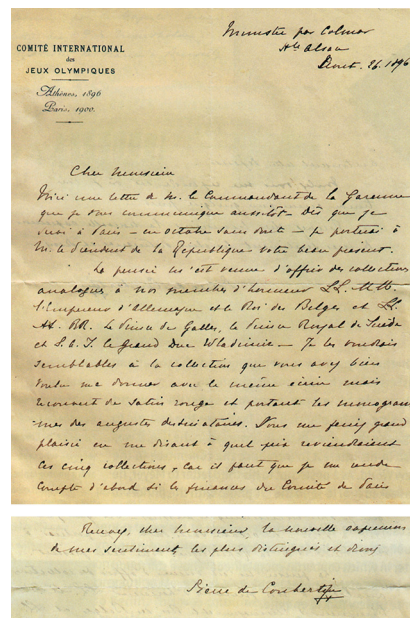 COMITÉ INTERNATIONAL
des
JEUX OLYMPIQUES
Athènes, 1896
Paris, 1900.
Munster par Colmar
Hte Alsace
26. 1896
Cher Monsieur
Voici une lettre de M. le Commandant de la Garenne
que je vous communique aussitôt. Dès que je
serai à Paris - en octobre sans doute - je porterai à
M. le Président de la République votre beau présent.
La pensée m'est venue d'offrir des collections
analogues à nos membres d'honneur LL. MM.
l'Empereur d'Allemagne et le Roi des Belges et LL.
AA. RR. le Prince de Galles, le Prince Royal de Suède
et S.A.I. le Grand Duc Wladimir - Je les voudrais
semblables à la collection que vous avez bien
voulu me donner avec le même écrin mais
recouvert de satin rouge et portant les monogram
mes des augustes destinataires. Vous me feriez grand
plaisir en me disant à quel prix reviendraient
ces cinq collections, car il faut que je me rende
compte d'abord si les finances du Comité de Paris
Recevez, cher Monsieur, la nouvelle expression
de mes sentiments les plus distingués et
Pierre de Coubertin